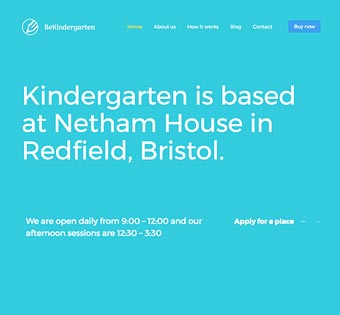 BeKindergarten Home About us How it works Blog Contact Buy now
Kindergarten is based
at Netham House in
Redfield, Bristol.
We are open daily from 9:00 – 12:00 and our Apply for a place
afternoon sessions are 12:30 – 3:30